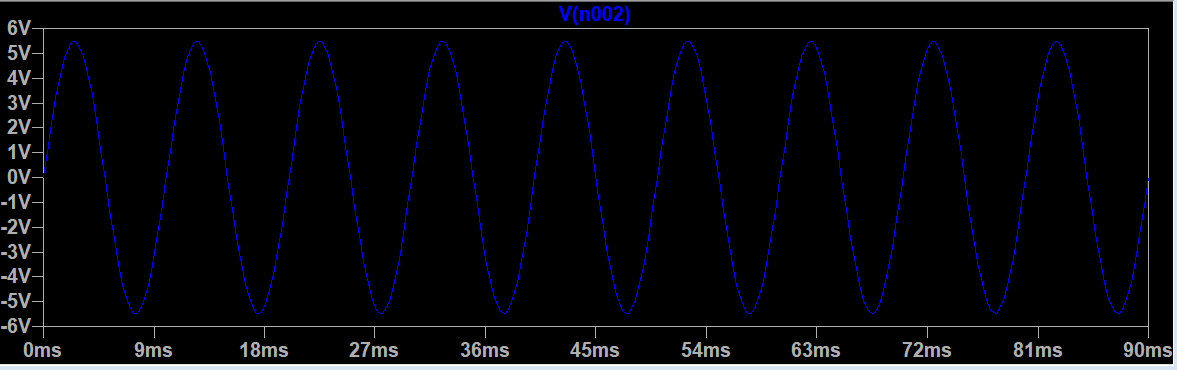 V(n002)
6V
5V
4V
3V
2V
1V
0V
-1V
-2V
-3V
-4V
-5V
-6V
0ms 9ms 18ms 27ms 36ms 45ms 54ms 63ms 72ms 81ms 90ms